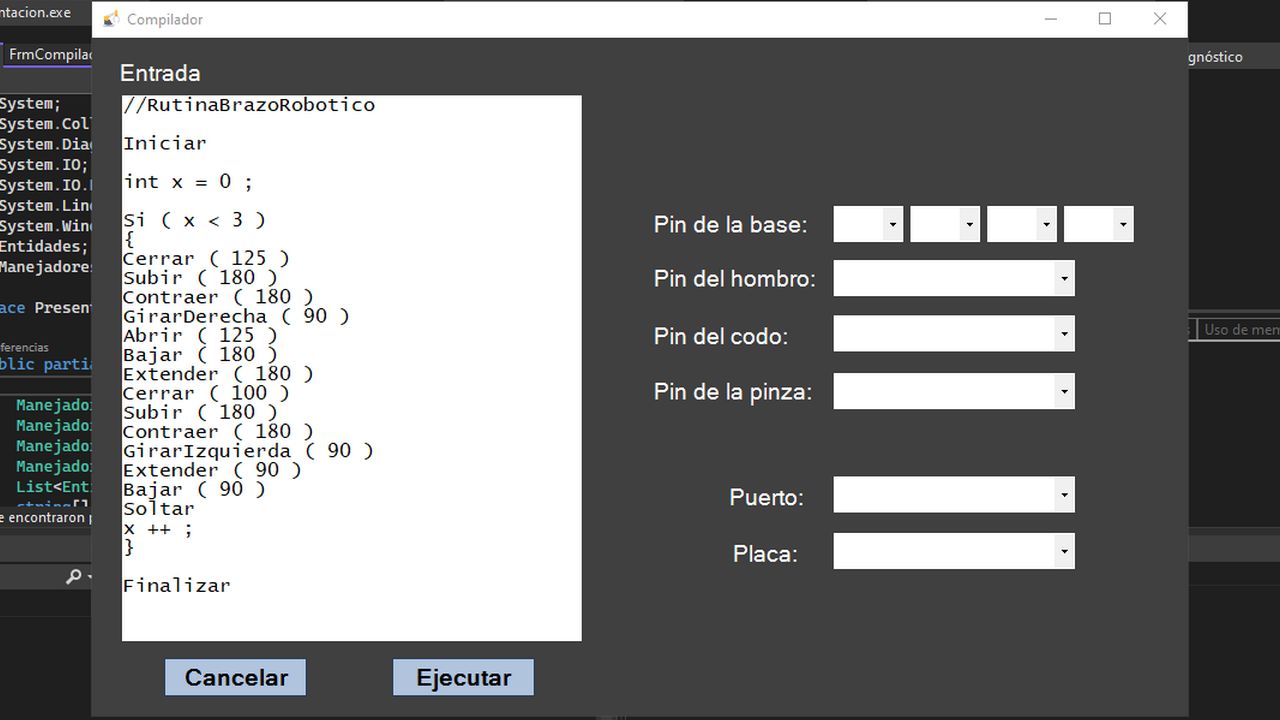 ntacion.exe
Compilador
FrmCompilad
gnóstico
Entrada
//RutinaBrazoRobotico
Iniciar
int x = 0 ;
Si ( x < 3 )
{
Cerrar ( 125 )
Subir ( 180 )
Contraer ( 180 )
GirarDerecha ( 90 )
Abrir ( 125 )
Bajar ( 180 )
Extender ( 180 )
Cerrar ( 100 )
Subir ( 180 )
Contraer ( 180 )
GirarIzquierda ( 90 )
Extender ( 90 )
Bajar ( 90 )
Soltar
x ++ ;
}
Finalizar
Cancelar
Ejecutar
Pin de la base:
Pin del hombro:
Pin del codo:
Pin de la pinza:
Puerto:
Placa:
System;
System.Col
System.Dia
System.IO;
System.IO.
System.Lin
System.Win
Entidades;
Manejadore
ace Present
ferencias
blic partia
Manejado
Manejado
Manejado
Manejado
List<Ent
string[]
e encontraron p
Uso de mem